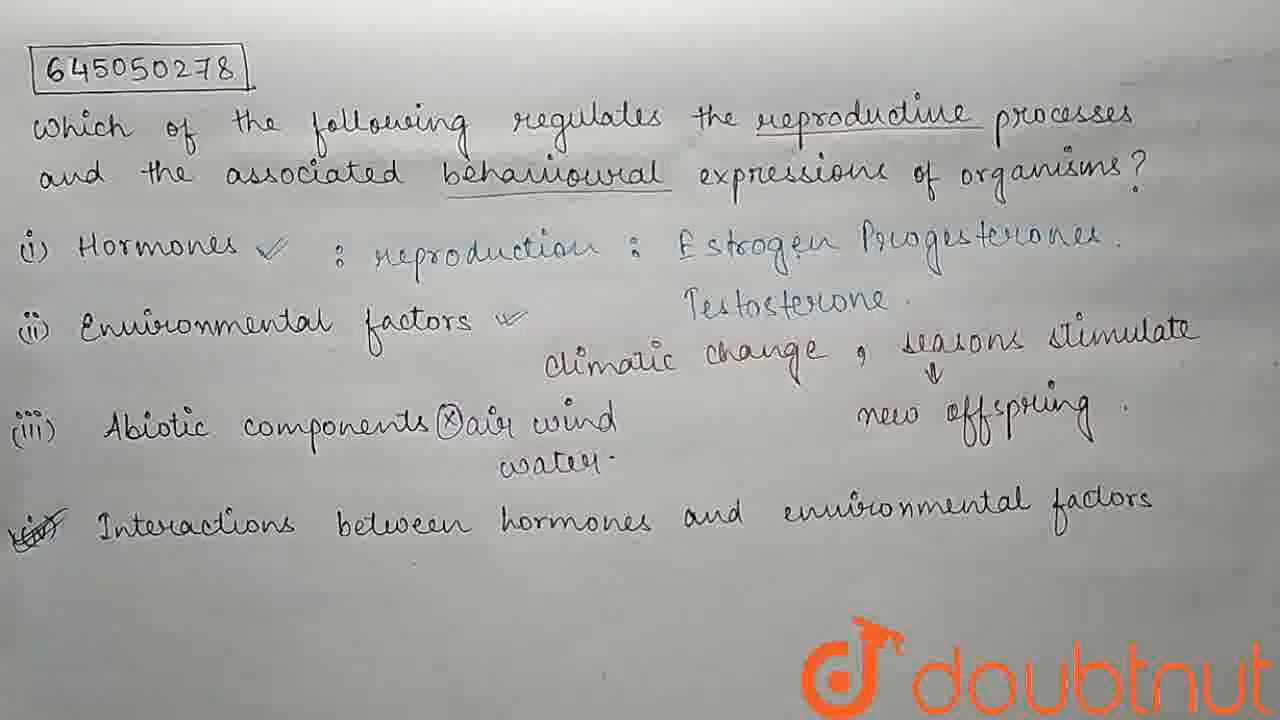 645050278
Which of the following regulates the reproductive processes
and the associated behavioural expressions of organisms?
(i) Hormones ✓ : reproduction : Estrogen Progesterones.
Testosterone.
(ii) Environmental factors ✓
climatic change, seasons stimulate
↓
new offspring.
(iii) Abiotic components ⓧ air wind
water.
Interactions between hormones and environmental factors
doubtnut